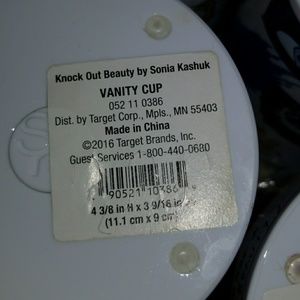 Knock Out Beauty by Sonia Kashuk
VANITY CUP
052 11 0386
Dist. by Target Corp., Mpls., MN 55403
Made in China
©2016 Target Brands, Inc.
Guest Services 1-800-440-0680
4 3/8 in H x 3 9/16 in
(11.1 cm x 9 cm)